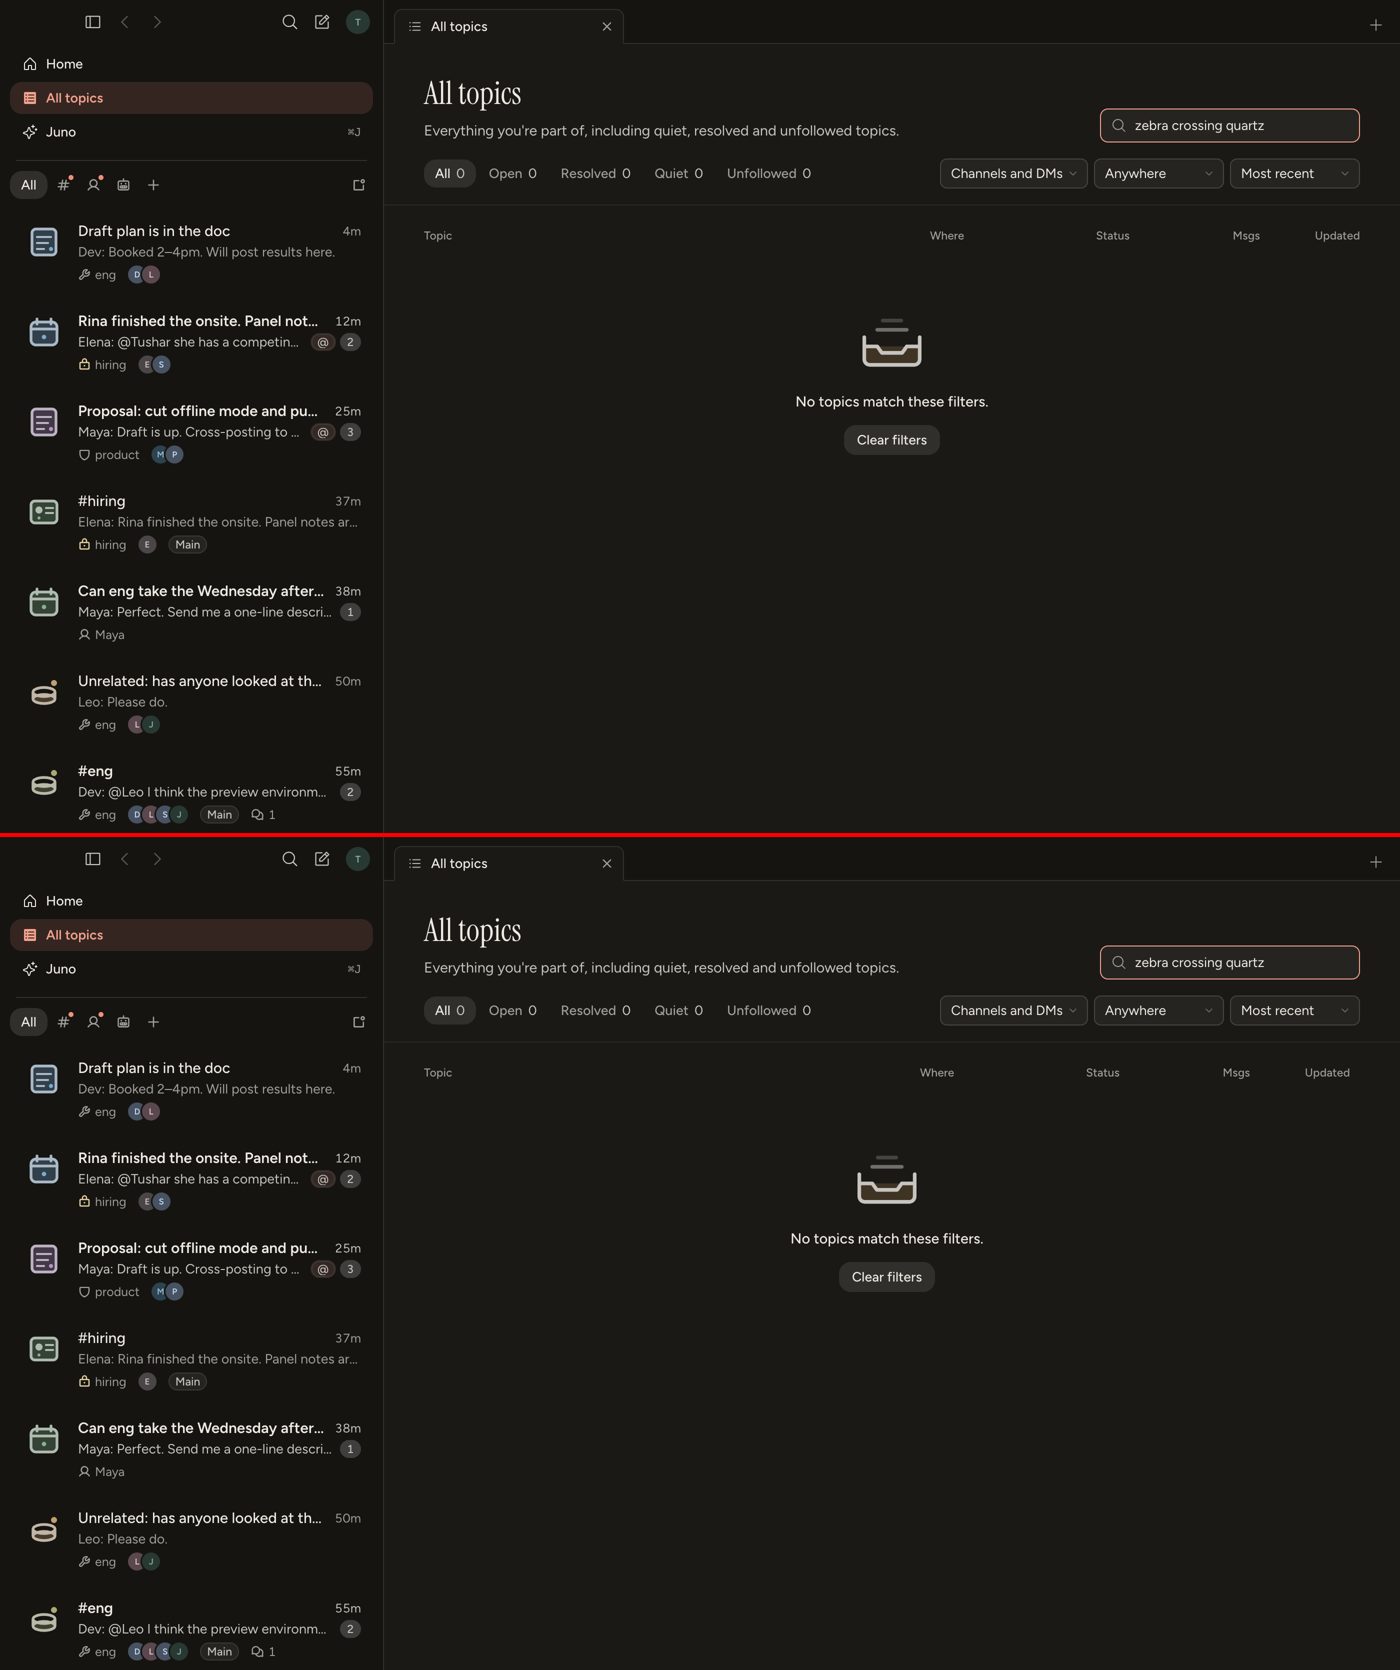 T
All topics
Home
All topics
Juno ⌘J
All
Draft plan is in the doc 4m
Dev: Booked 2–4pm. Will post results here.
eng D L
Rina finished the onsite. Panel not... 12m
Elena: @Tushar she has a competin... @ 2
hiring E S
Proposal: cut offline mode and pu... 25m
Maya: Draft is up. Cross-posting to ... @ 3
product M P
#hiring 37m
Elena: Rina finished the onsite. Panel notes ar...
hiring E Main
Can eng take the Wednesday after... 38m
Maya: Perfect. Send me a one-line descri... 1
Maya
Unrelated: has anyone looked at th... 50m
Leo: Please do.
eng L J
#eng 55m
Dev: @Leo I think the preview environm... 2
eng D L S J Main 1
All topics
Everything you're part of, including quiet, resolved and unfollowed topics.
zebra crossing quartz
All 0 Open 0 Resolved 0 Quiet 0 Unfollowed 0
Channels and DMs Anywhere Most recent
Topic Where Status Msgs Updated
No topics match these filters.
Clear filters
T
All topics
Home
All topics
Juno ⌘J
All
Draft plan is in the doc 4m
Dev: Booked 2–4pm. Will post results here.
eng D L
Rina finished the onsite. Panel not... 12m
Elena: @Tushar she has a competin... @ 2
hiring E S
Proposal: cut offline mode and pu... 25m
Maya: Draft is up. Cross-posting to ... @ 3
product M P
#hiring 37m
Elena: Rina finished the onsite. Panel notes ar...
hiring E Main
Can eng take the Wednesday after... 38m
Maya: Perfect. Send me a one-line descri... 1
Maya
Unrelated: has anyone looked at th... 50m
Leo: Please do.
eng L J
#eng 55m
Dev: @Leo I think the preview environm... 2
eng D L S J Main 1
All topics
Everything you're part of, including quiet, resolved and unfollowed topics.
zebra crossing quartz
All 0 Open 0 Resolved 0 Quiet 0 Unfollowed 0
Channels and DMs Anywhere Most recent
Topic Where Status Msgs Updated
No topics match these filters.
Clear filters